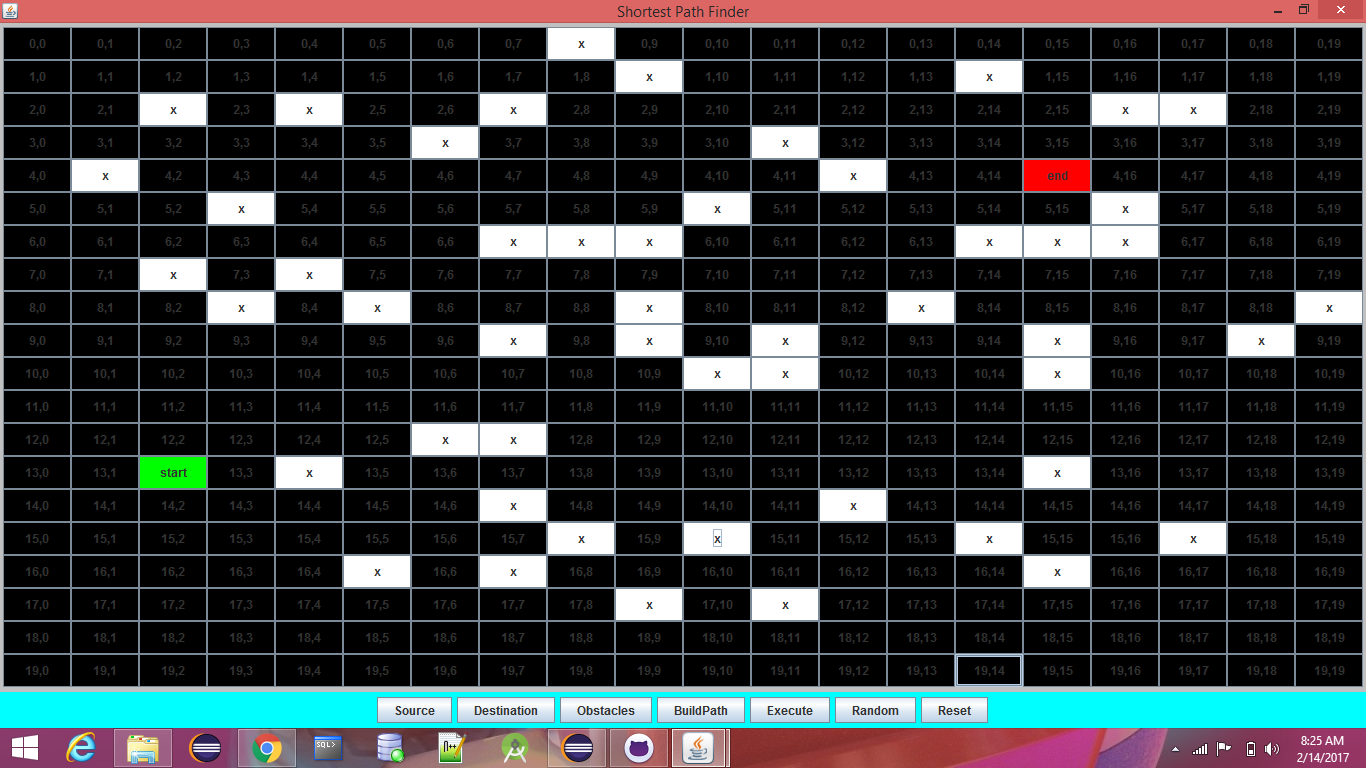 Shortest Path Finder
0,0 0,1 0,2 0,3 0,4 0,5 0,6 0,7 x 0,9 0,10 0,11 0,12 0,13 0,14 0,15 0,16 0,17 0,18 0,19
1,0 1,1 1,2 1,3 1,4 1,5 1,6 1,7 1,8 x 1,10 1,11 1,12 1,13 x 1,15 1,16 1,17 1,18 1,19
2,0 2,1 x 2,3 x 2,5 2,6 x 2,8 2,9 2,10 2,11 2,12 2,13 2,14 2,15 x x 2,18 2,19
3,0 3,1 3,2 3,3 3,4 3,5 x 3,7 3,8 3,9 3,10 x 3,12 3,13 3,14 3,15 3,16 3,17 3,18 3,19
4,0 x 4,2 4,3 4,4 4,5 4,6 4,7 4,8 4,9 4,10 4,11 x 4,13 4,14 end 4,16 4,17 4,18 4,19
5,0 5,1 5,2 x 5,4 5,5 5,6 5,7 5,8 5,9 x 5,11 5,12 5,13 5,14 5,15 x 5,17 5,18 5,19
6,0 6,1 6,2 6,3 6,4 6,5 6,6 x x x 6,10 6,11 6,12 6,13 x x x 6,17 6,18 6,19
7,0 7,1 x 7,3 x 7,5 7,6 7,7 7,8 7,9 7,10 7,11 7,12 7,13 7,14 7,15 7,16 7,17 7,18 7,19
8,0 8,1 8,2 x 8,4 x 8,6 8,7 8,8 x 8,10 8,11 8,12 x 8,14 8,15 8,16 8,17 8,18 x
9,0 9,1 9,2 9,3 9,4 9,5 9,6 x 9,8 x 9,10 x 9,12 9,13 9,14 x 9,16 9,17 x 9,19
10,0 10,1 10,2 10,3 10,4 10,5 10,6 10,7 10,8 10,9 x x 10,12 10,13 10,14 x 10,16 10,17 10,18 10,19
11,0 11,1 11,2 11,3 11,4 11,5 11,6 11,7 11,8 11,9 11,10 11,11 11,12 11,13 11,14 11,15 11,16 11,17 11,18 11,19
12,0 12,1 12,2 12,3 12,4 12,5 x x 12,8 12,9 12,10 12,11 12,12 12,13 12,14 12,15 12,16 12,17 12,18 12,19
13,0 13,1 start 13,3 x 13,5 13,6 13,7 13,8 13,9 13,10 13,11 13,12 13,13 13,14 x 13,16 13,17 13,18 13,19
14,0 14,1 14,2 14,3 14,4 14,5 14,6 x 14,8 14,9 14,10 14,11 x 14,13 14,14 14,15 14,16 14,17 14,18 14,19
15,0 15,1 15,2 15,3 15,4 15,5 15,6 15,7 x 15,9 x 15,11 15,12 15,13 x 15,15 15,16 x 15,18 15,19
16,0 16,1 16,2 16,3 16,4 x 16,6 x 16,8 16,9 16,10 16,11 16,12 16,13 16,14 x 16,16 16,17 16,18 16,19
17,0 17,1 17,2 17,3 17,4 17,5 17,6 17,7 17,8 x 17,10 x 17,12 17,13 17,14 17,15 17,16 17,17 17,18 17,19
18,0 18,1 18,2 18,3 18,4 18,5 18,6 18,7 18,8 18,9 18,10 18,11 18,12 18,13 18,14 18,15 18,16 18,17 18,18 18,19
19,0 19,1 19,2 19,3 19,4 19,5 19,6 19,7 19,8 19,9 19,10 19,11 19,12 19,13 19,14 19,15 19,16 19,17 19,18 19,19
Source Destination Obstacles BuildPath Execute Random Reset
SQL>
8:25 AM
2/14/2017